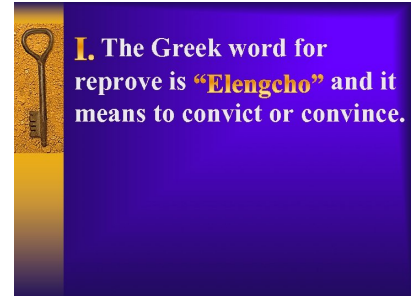 I. The Greek word for
reprove is “Elengcho” and it
means to convict or convince.